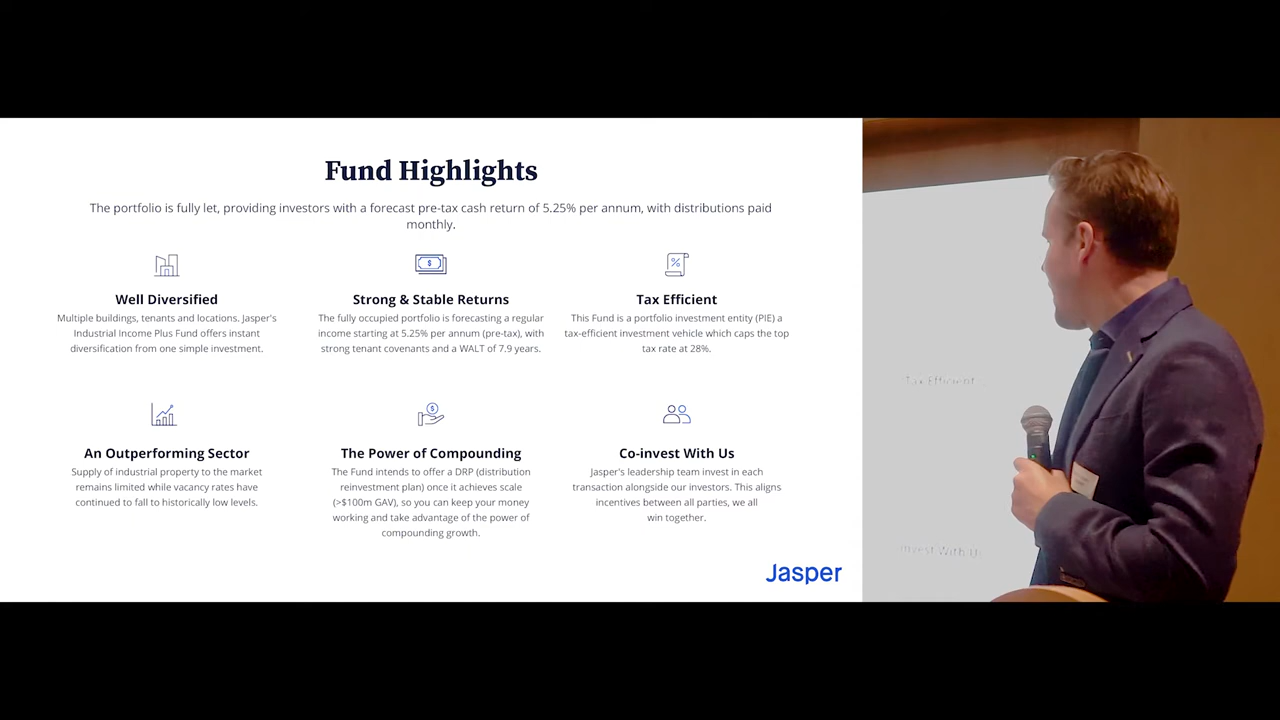 Fund Highlights
The portfolio is fully let, providing investors with a forecast pre-tax cash return of 5.25% per annum, with distributions paid
monthly.
Well Diversified
Multiple buildings, tenants and locations. Jasper's
Industrial Income Plus Fund offers instant
diversification from one simple investment.
Strong & Stable Returns
The fully occupied portfolio is forecasting a regular
income starting at 5.25% per annum (pre-tax), with
strong tenant covenants and a WALT of 7.9 years.
Tax Efficient
This Fund is a portfolio investment entity (PIE) a
tax-efficient investment vehicle which caps the top
tax rate at 28%.
An Outperforming Sector
Supply of industrial property to the market
remains limited while vacancy rates have
continued to fall to historically low levels.
The Power of Compounding
The Fund intends to offer a DRP (distribution
reinvestment plan) once it achieves scale
(>$100m GAV), so you can keep your money
working and take advantage of the power of
compounding growth.
Co-invest With Us
Jasper's leadership team invest in each
transaction alongside our investors. This aligns
incentives between all parties, we all
win together.
Jasper
Tax Efficient
nvest With U